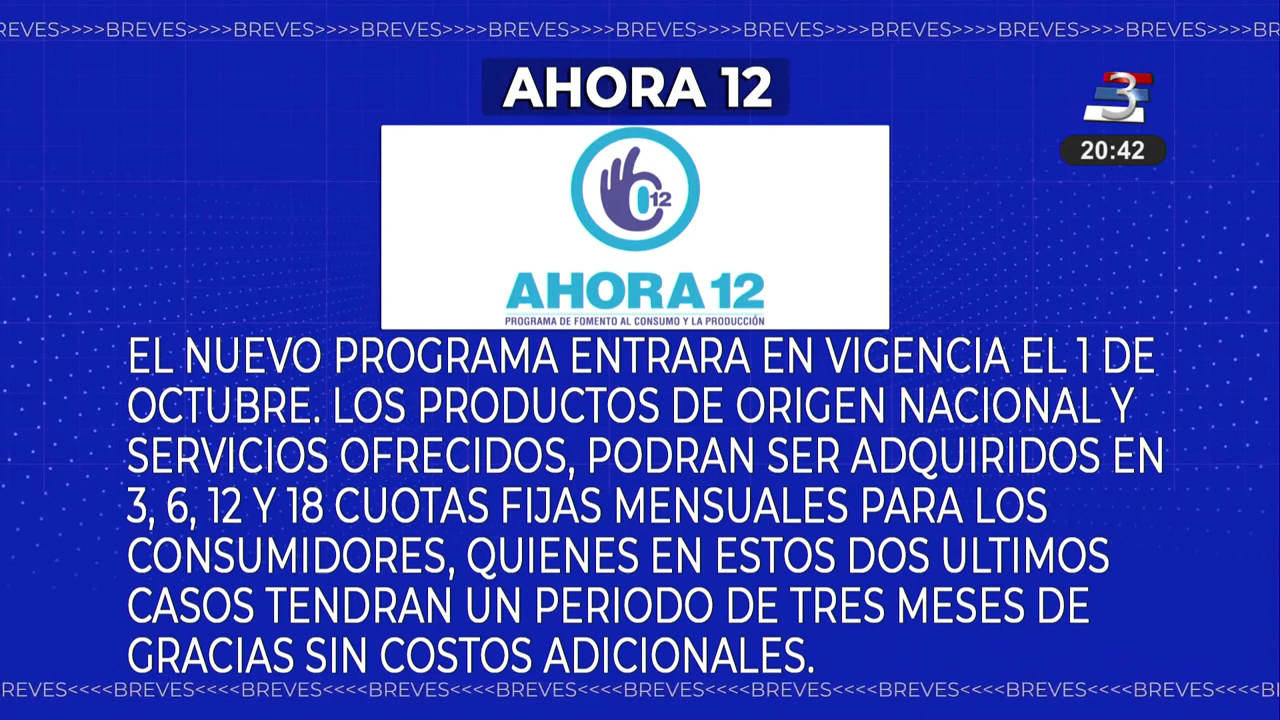 REVES>>>>BREVES>>>>BREVES>>>>BREVES>>>>BREVES>>>>BREVES>>>>BREVES>>>>BREVES>>>>BREVES>>>>BREVES>>>>BR
AHORA 12
3
20:42
12
AHORA 12
PROGRAMA DE FOMENTO AL CONSUMO Y LA PRODUCCIÓN
EL NUEVO PROGRAMA ENTRARA EN VIGENCIA EL 1 DE
OCTUBRE. LOS PRODUCTOS DE ORIGEN NACIONAL Y
SERVICIOS OFRECIDOS, PODRAN SER ADQUIRIDOS EN
3, 6, 12 Y 18 CUOTAS FIJAS MENSUALES PARA LOS
CONSUMIDORES, QUIENES EN ESTOS DOS ULTIMOS
CASOS TENDRAN UN PERIODO DE TRES MESES DE
GRACIAS SIN COSTOS ADICIONALES.
REVES<<<<BREVES<<<<BREVES<<<<BREVES<<<<BREVES<<<<BREVES<<<<BREVES<<<<BREVES<<<<BREVES<<<<BREVES<<<<B